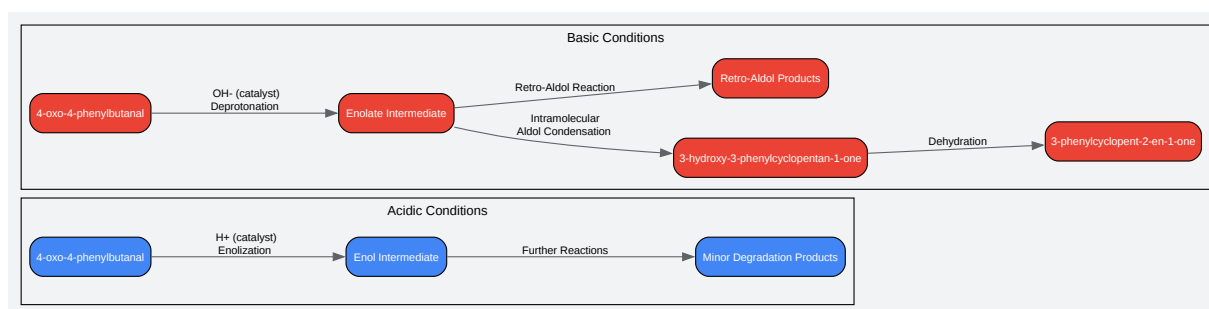 Basic Conditions
4-oxo-4-phenylbutanal
OH- (catalyst)
Deprotonation
Enolate Intermediate
Retro-Aldol Reaction
Retro-Aldol Products
Intramolecular
Aldol Condensation
3-hydroxy-3-phenylcyclopentan-1-one
Dehydration
3-phenylcyclopent-2-en-1-one
Acidic Conditions
4-oxo-4-phenylbutanal
H+ (catalyst)
Enolization
Enol Intermediate
Further Reactions
Minor Degradation Products